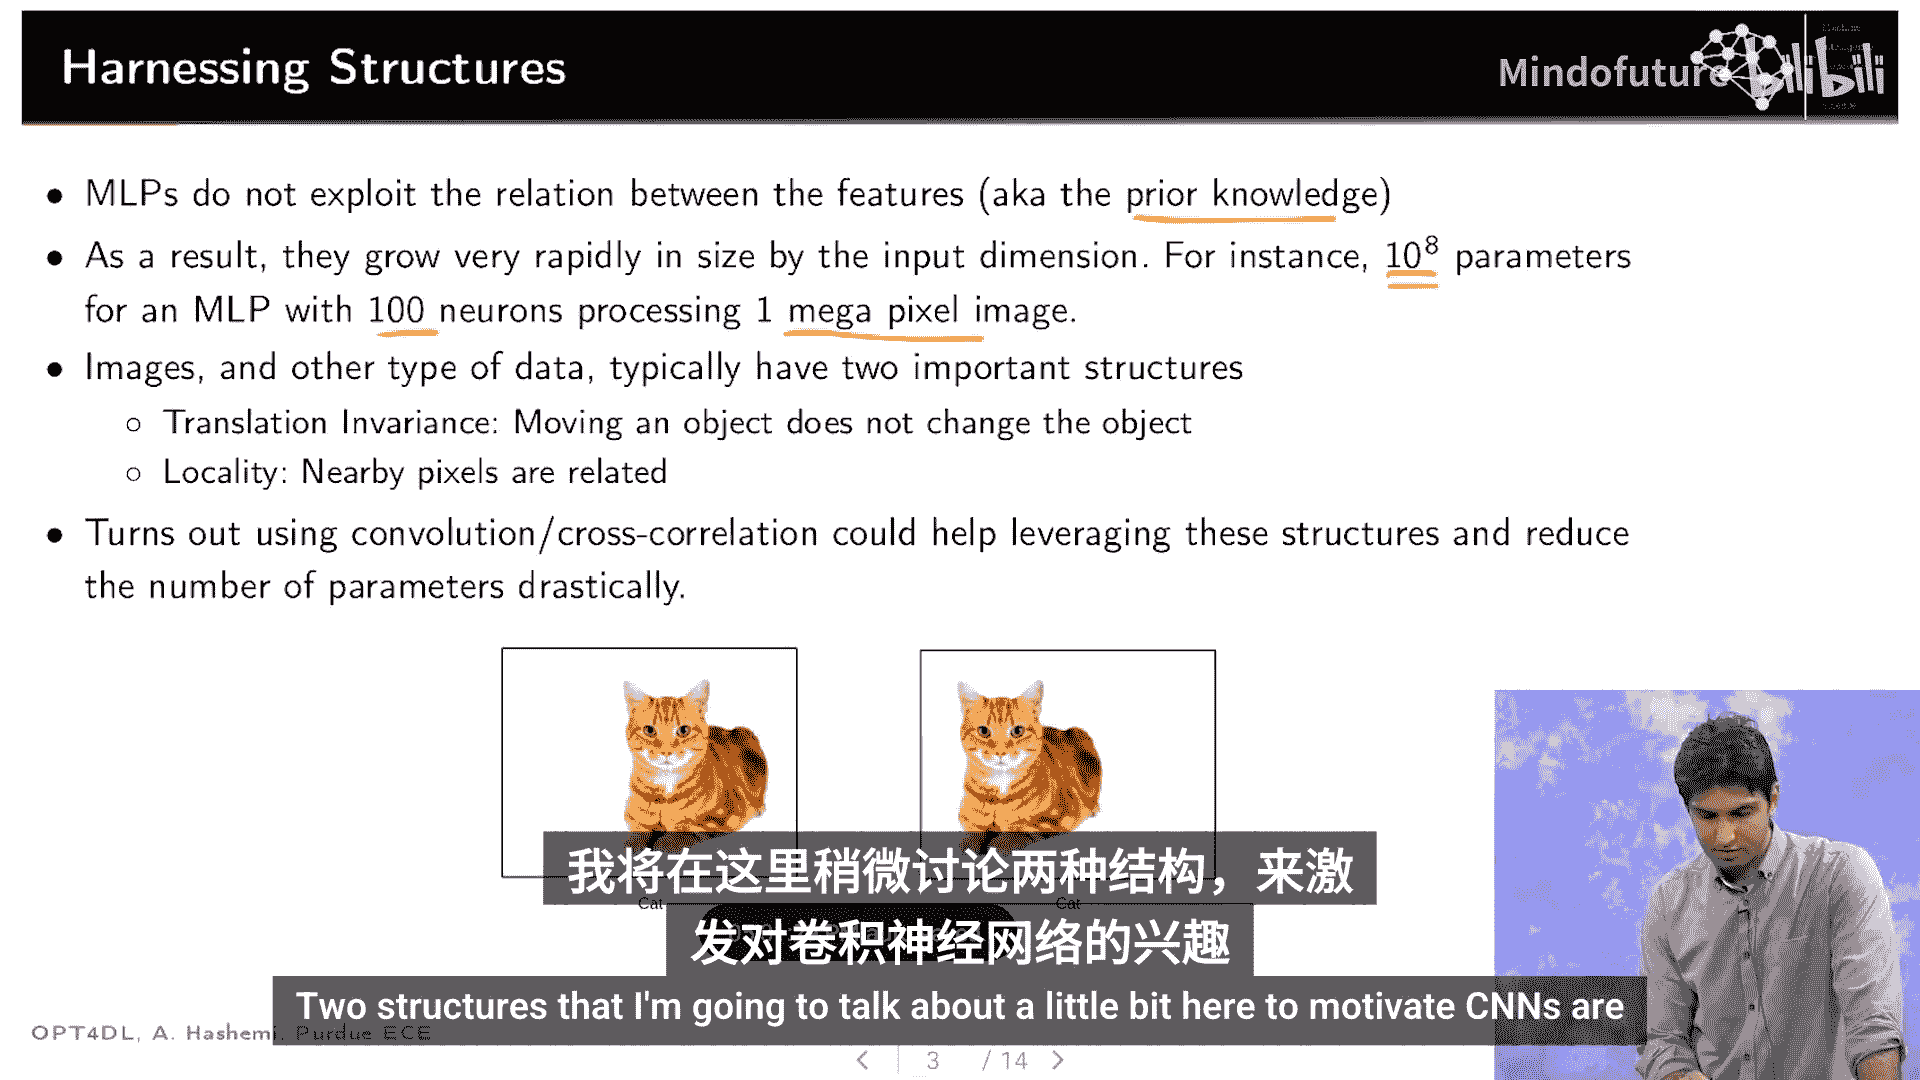 Harnessing Structures
Mindofuture
bilibili
• MLPs do not exploit the relation between the features (aka the prior knowledge)
• As a result, they grow very rapidly in size by the input dimension. For instance, 10⁸ parameters
for an MLP with 100 neurons processing 1 mega pixel image.
• Images, and other type of data, typically have two important structures
○ Translation Invariance: Moving an object does not change the object
○ Locality: Nearby pixels are related
• Turns out using convolution/cross-correlation could help leveraging these structures and reduce
the number of parameters drastically.
Cat
Cat
我将在这里稍微讨论两种结构，来激
发对卷积神经网络的兴趣
Two structures that I'm going to talk about a little bit here to motivate CNNs are
OPT4DL, A. Hashemi, Purdue ECE
3 / 14